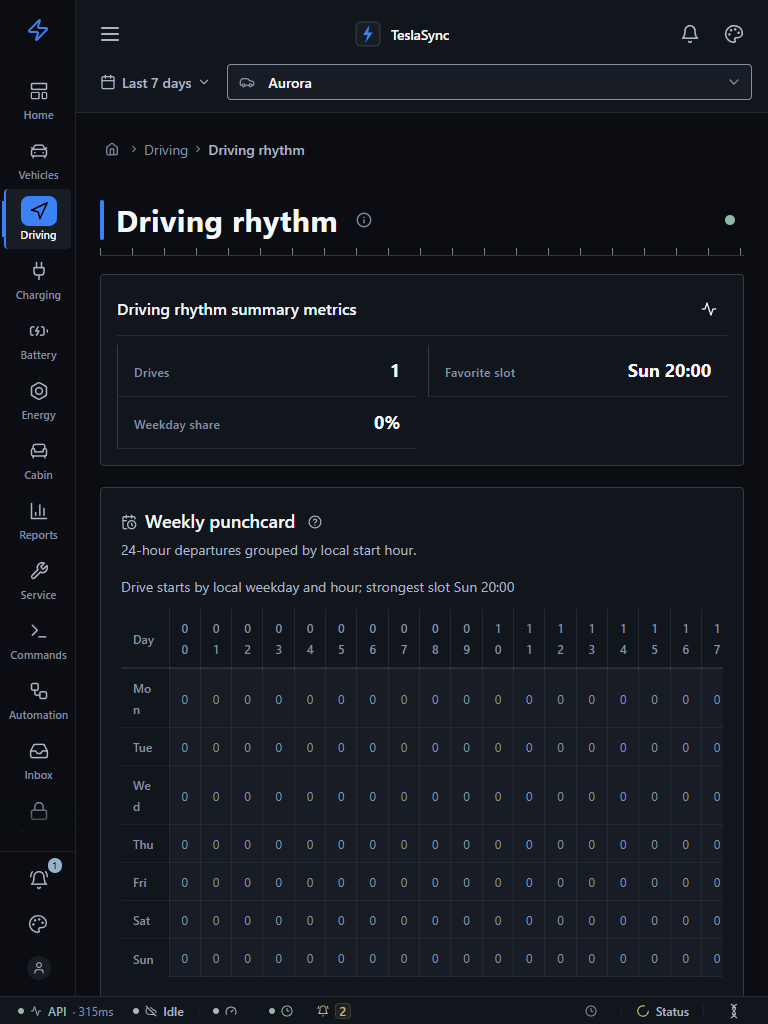 TeslaSync
Last 7 days
Aurora
Home
Vehicles
Driving
Charging
Battery
Energy
Cabin
Reports
Service
Commands
Automation
Inbox
1
Driving
Driving rhythm
Driving rhythm
Driving rhythm summary metrics
Drives 1
Favorite slot Sun 20:00
Weekday share 0%
Weekly punchcard
24-hour departures grouped by local start hour.
Drive starts by local weekday and hour; strongest slot Sun 20:00
Day 00 01 02 03 04 05 06 07 08 09 10 11 12 13 14 15 16 17
Mon 0 0 0 0 0 0 0 0 0 0 0 0 0 0 0 0 0 0
Tue 0 0 0 0 0 0 0 0 0 0 0 0 0 0 0 0 0 0
Wed 0 0 0 0 0 0 0 0 0 0 0 0 0 0 0 0 0 0
Thu 0 0 0 0 0 0 0 0 0 0 0 0 0 0 0 0 0 0
Fri 0 0 0 0 0 0 0 0 0 0 0 0 0 0 0 0 0 0
Sat 0 0 0 0 0 0 0 0 0 0 0 0 0 0 0 0 0 0
Sun 0 0 0 0 0 0 0 0 0 0 0 0 0 0 0 0 0 0
API · 315ms
Idle
2
Status